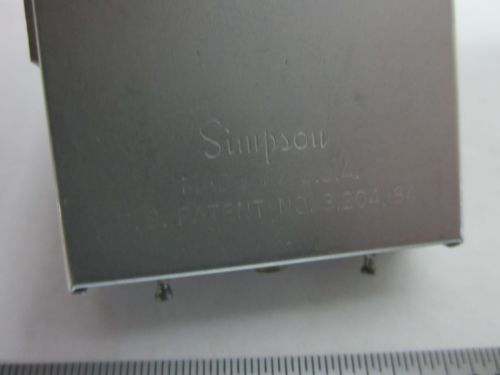 Simpson
MADE IN U.S.A.
U.S. PATENT NO. 3,204,184